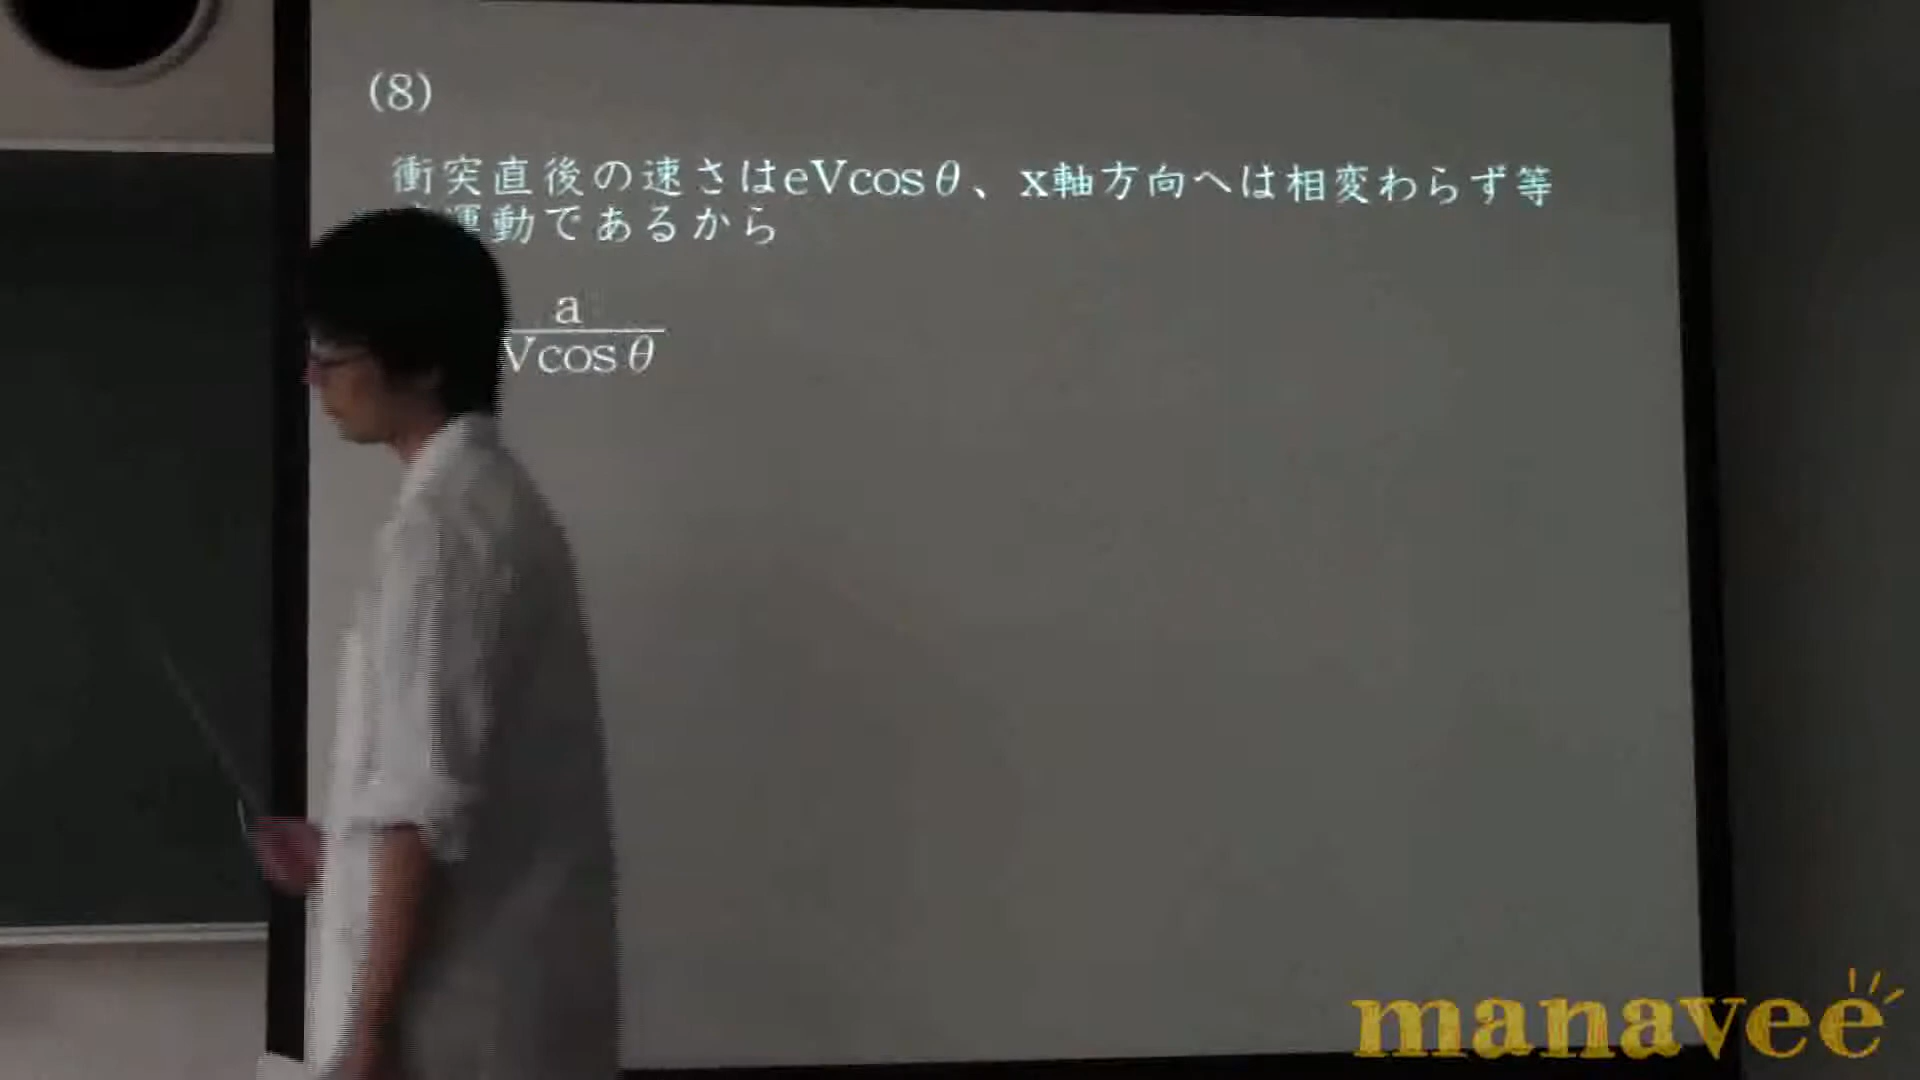 (8)
衝突直後の速さはeVcosθ、x軸方向へは相変わらず等
運動であるから
a
Vcosθ
manavee